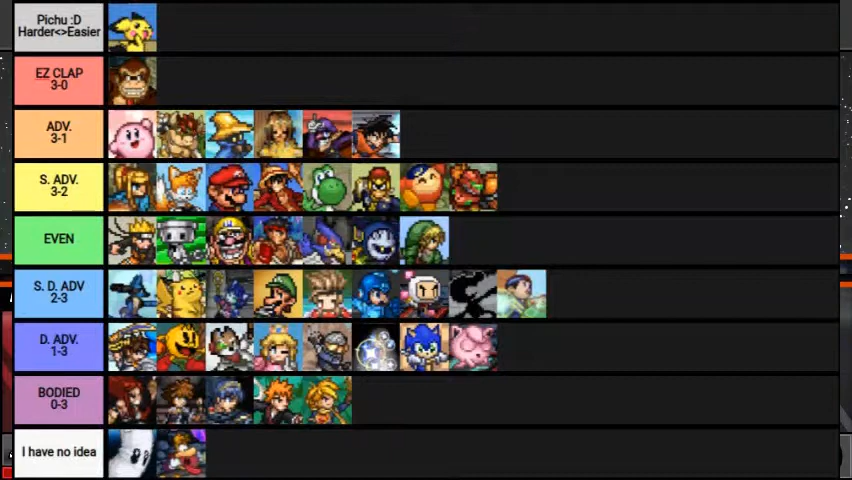 Pichu :D
Harder<>Easier
EZ CLAP
3-0
ADV.
3-1
S. ADV.
3-2
EVEN
S. D. ADV
2-3
D. ADV.
1-3
BODIED
0-3
I have no idea